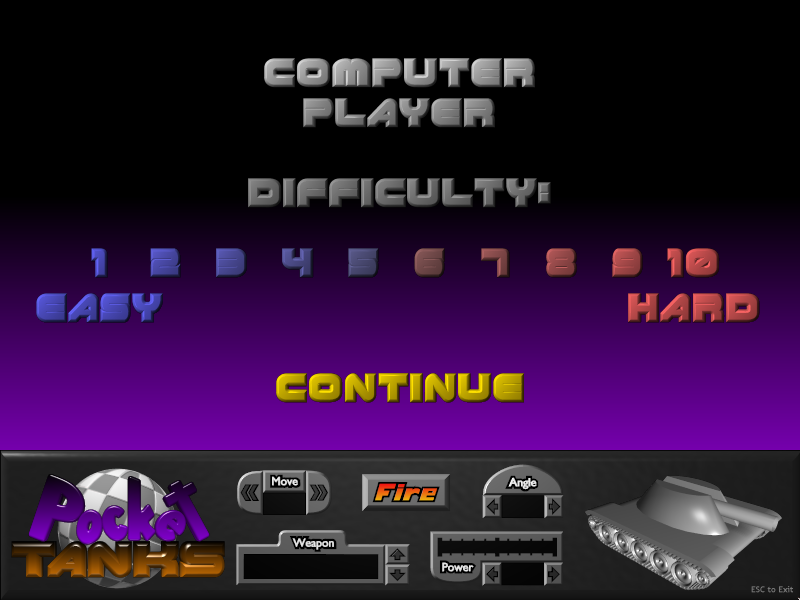 COMPUTER
PLAYER
DIFFICULTY:
1 2 3 4 5 6 7 8 9 10
EASY HARD
CONTINUE
Pocket
TANKS
Move
Fire
Angle
Weapon
Power
ESC to Exit